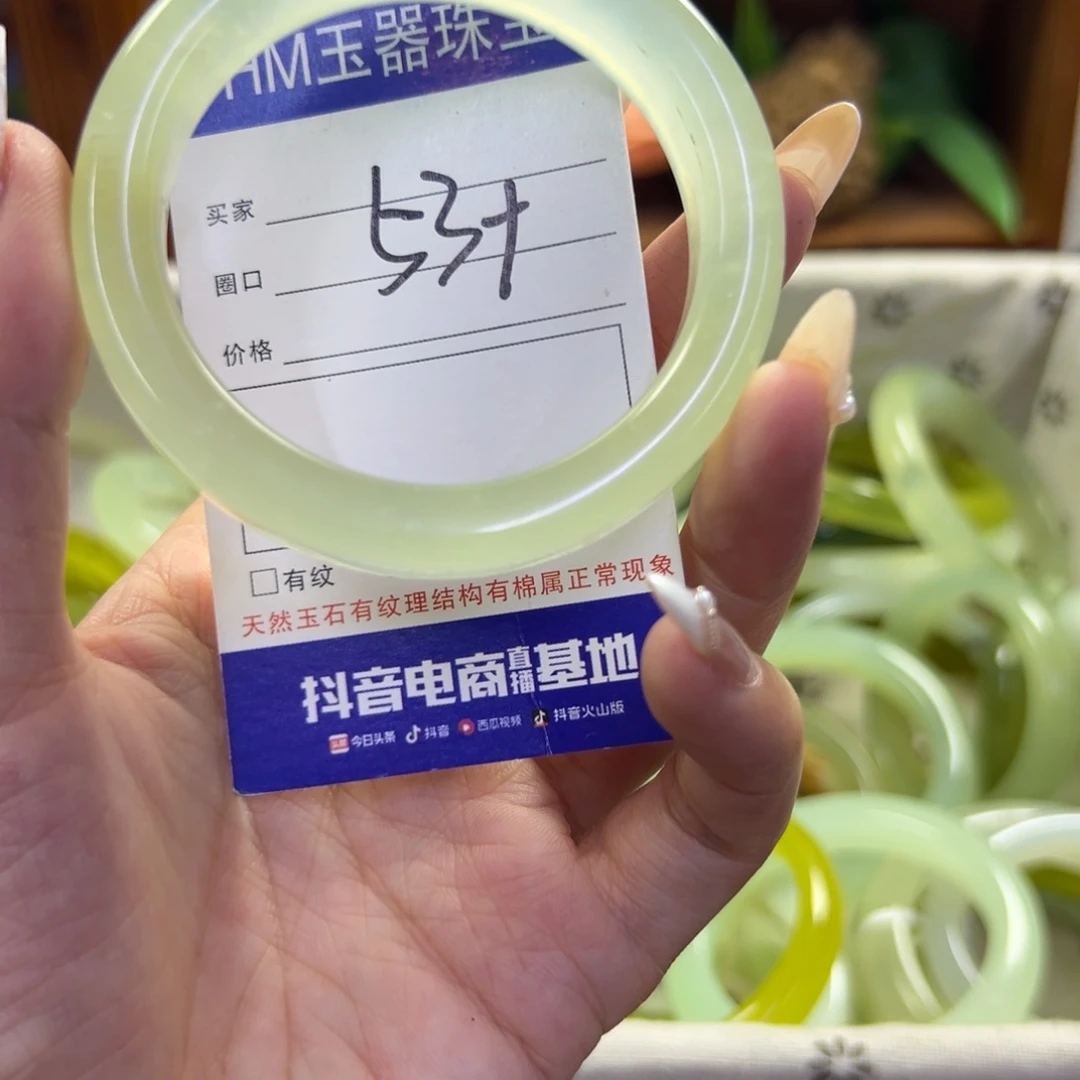 HM玉器珠宝
买家
圈口 53+
价格
有纹
天然玉石有纹理结构有棉属正常现象
抖音电商直播基地
今日头条 抖音 西瓜视频 抖音火山版